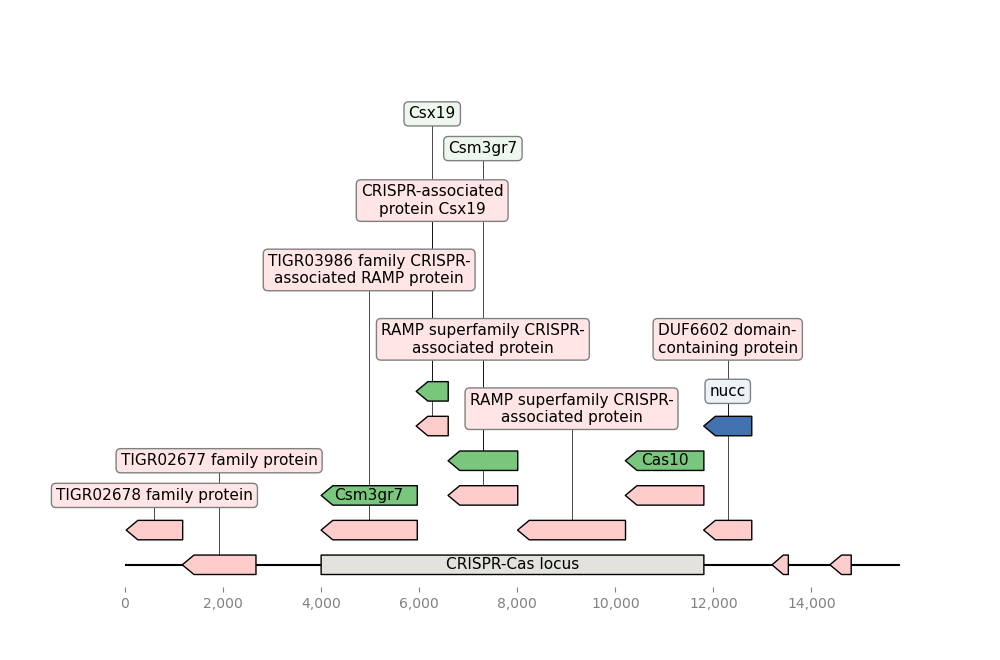 Csx19
Csm3gr7
CRISPR-associated
protein Csx19
TIGR03986 family CRISPR-
associated RAMP protein
RAMP superfamily CRISPR-
associated protein
DUF6602 domain-
containing protein
nucc
RAMP superfamily CRISPR-
associated protein
TIGR02677 family protein
Cas10
TIGR02678 family protein
Csm3gr7
CRISPR-Cas locus
0 2,000 4,000 6,000 8,000 10,000 12,000 14,000